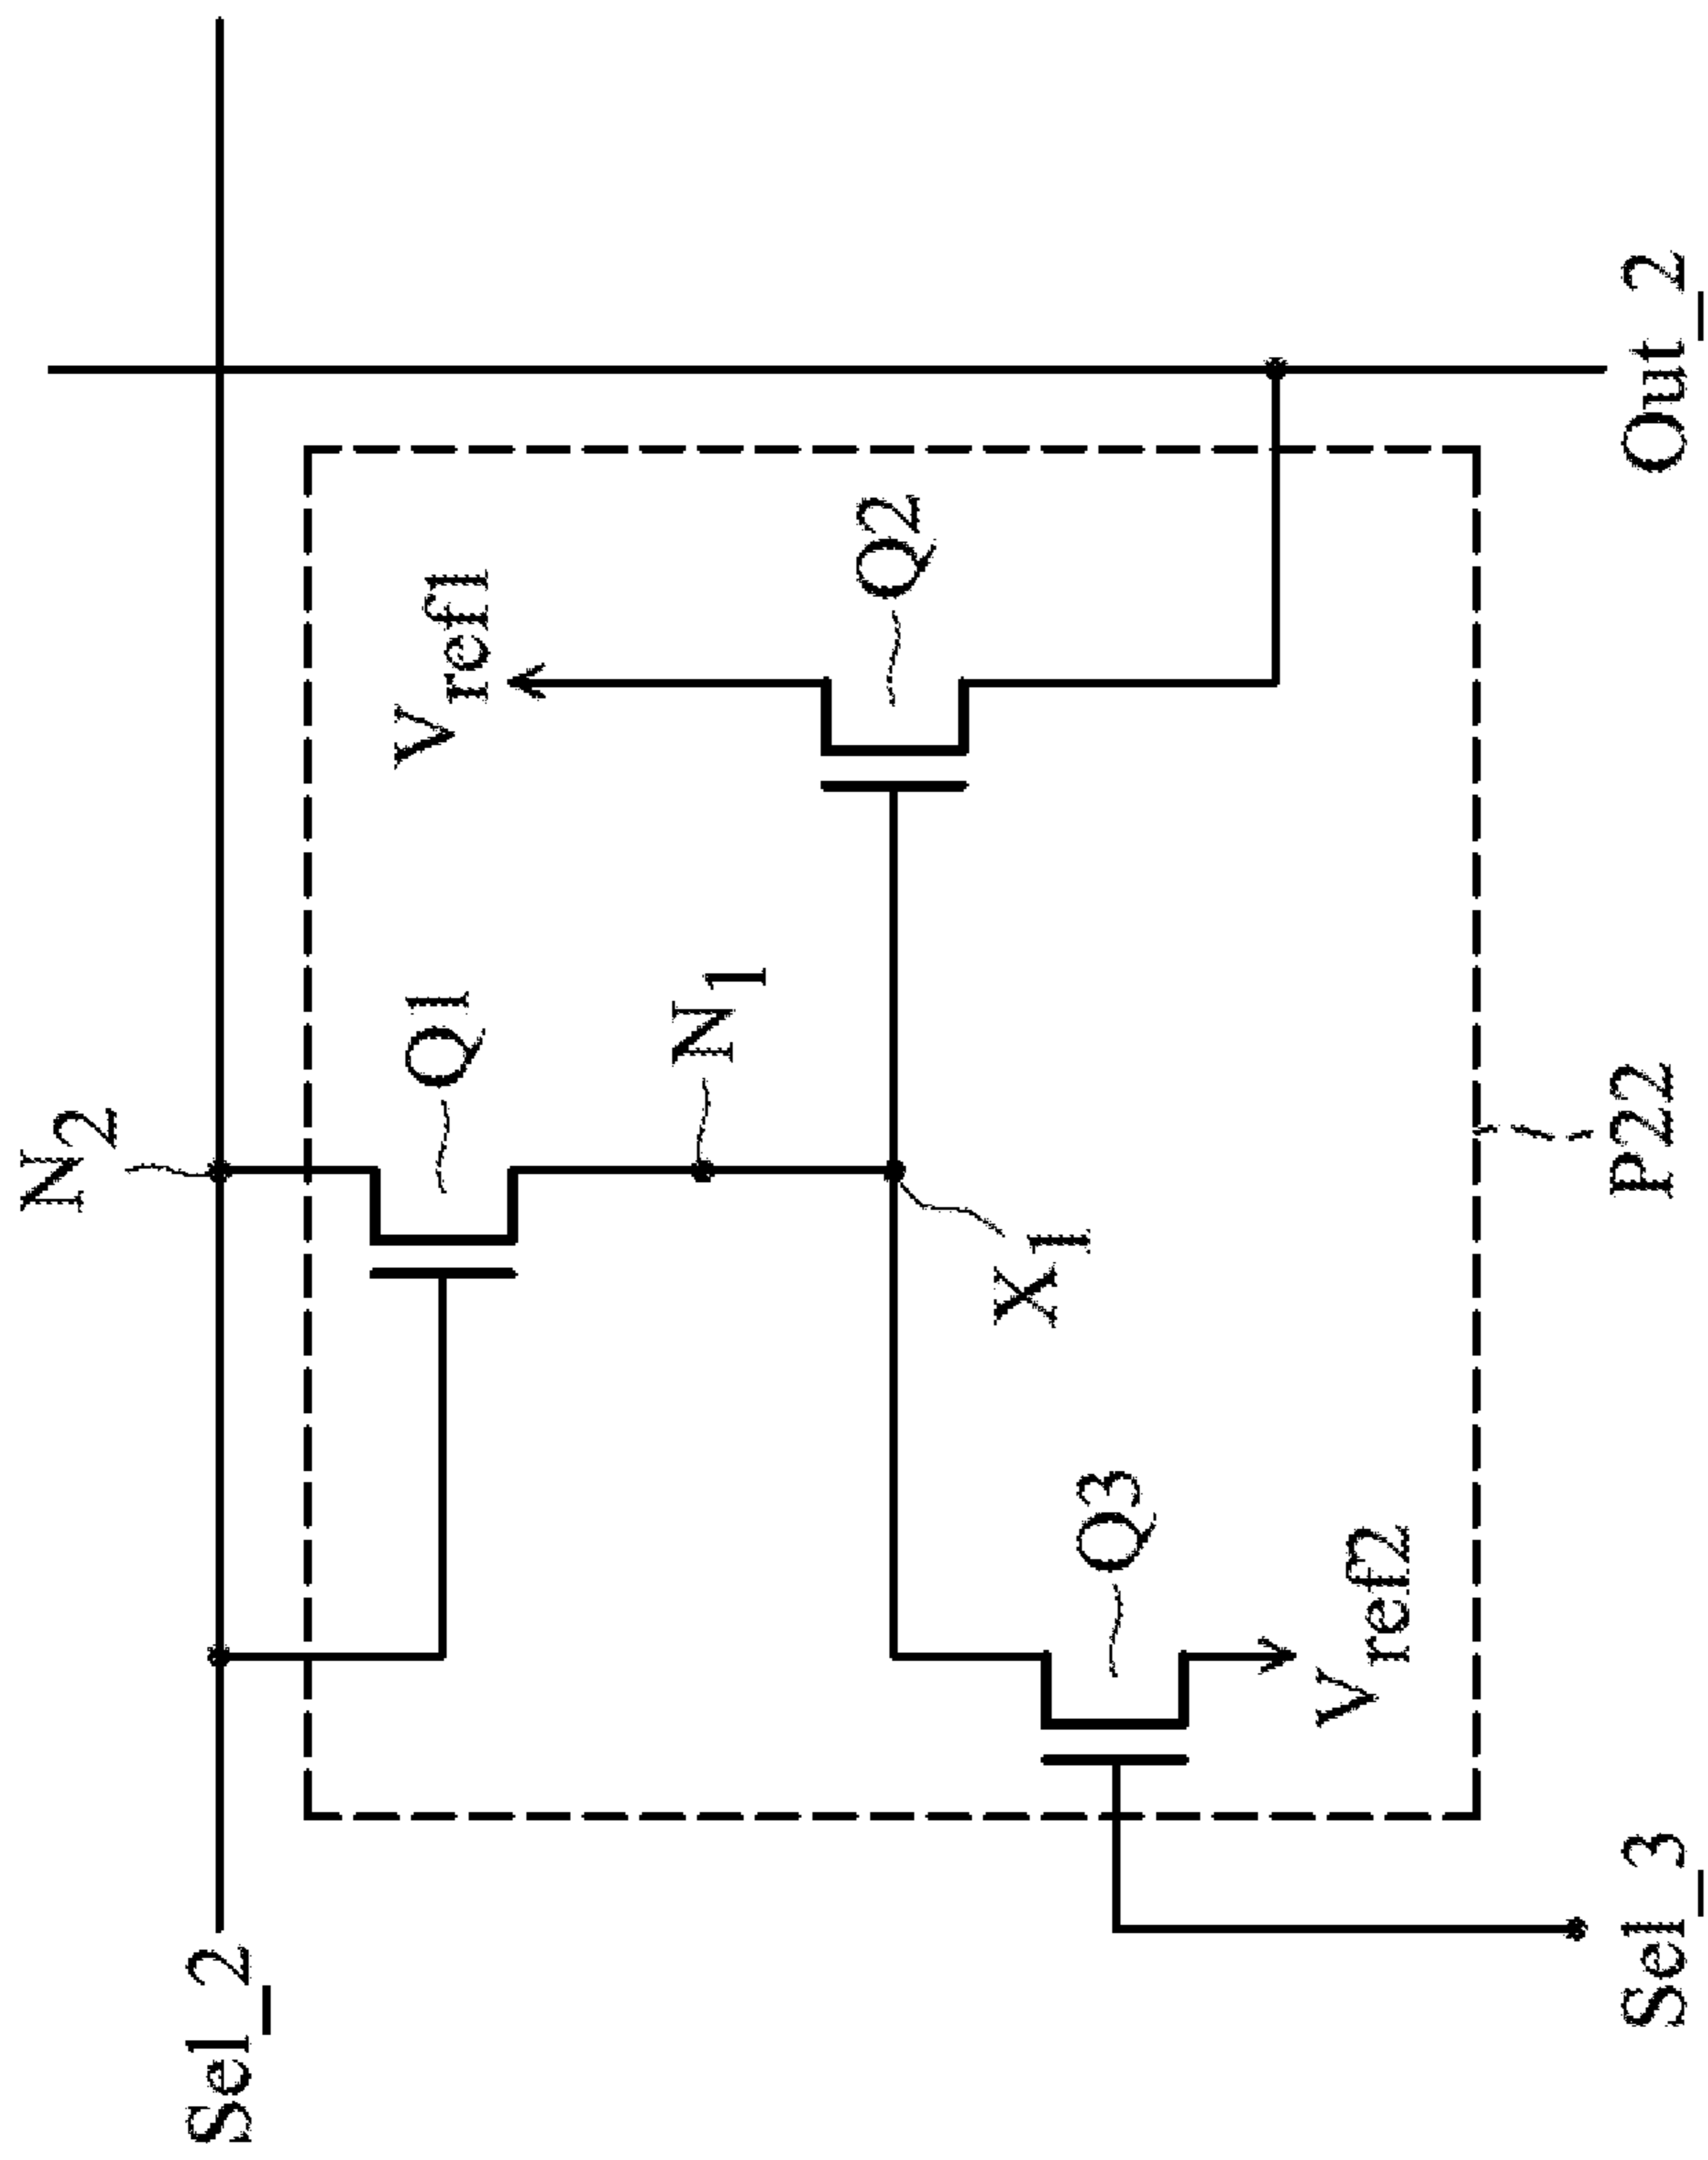 N2
Sel_2
Q1
Vref1
N1
Q2
X1
Q3
Vref2
Sel_3
P22
Out_2